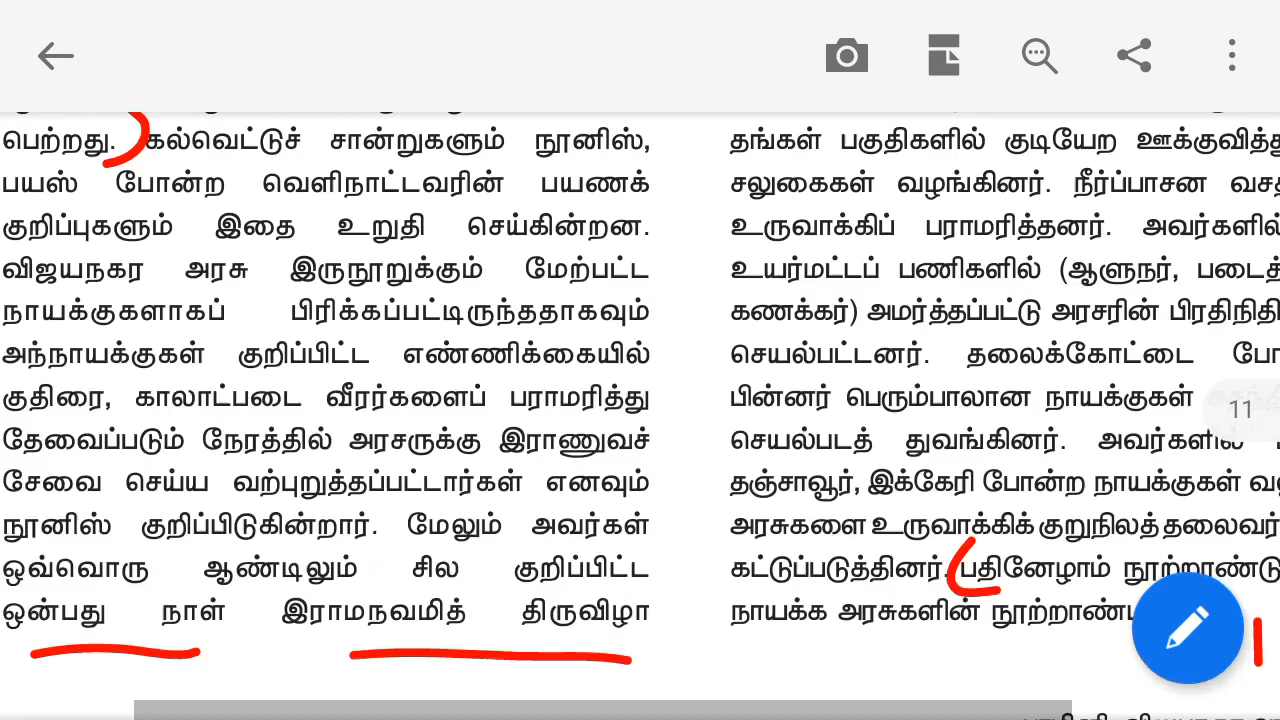 பெற்றது. கல்வெட்டுச் சான்றுகளும் நூனிஸ்,
பயஸ் போன்ற வெளிநாட்டவரின் பயணக்
குறிப்புகளும் இதை உறுதி செய்கின்றன.
விஜயநகர அரசு இருநூறுக்கும் மேற்பட்ட
நாயக்குகளாகப் பிரிக்கப்பட்டிருந்ததாகவும்
அந்நாயக்குகள் குறிப்பிட்ட எண்ணிக்கையில்
குதிரை, காலாட்படை வீரர்களைப் பராமரித்து
தேவைப்படும் நேரத்தில் அரசருக்கு இராணுவச்
சேவை செய்ய வற்புறுத்தப்பட்டார்கள் எனவும்
நூனிஸ் குறிப்பிடுகின்றார். மேலும் அவர்கள்
ஒவ்வொரு ஆண்டிலும் சில குறிப்பிட்ட
ஒன்பது நாள் இராமநவமித் திருவிழா
தங்கள் பகுதிகளில் குடியேற
சலுகைகள் வழங்கினர். நீர்ப்பாசன
உருவாக்கிப் பராமரித்தனர்.
உயர்மட்டப் பணிகளில் (ஆளுநர்,
கணக்கர்) அமர்த்தப்பட்டு அரசரின்
செயல்பட்டனர். தலைக்கோட்டை
பின்னர் பெரும்பாலான நாயக்குகள்
செயல்படத் துவங்கினர்.
தஞ்சாவூர், இக்கேரி போன்ற நாயக்குகள்
அரசுகளை உருவாக்கிக் குறுநிலத்
கட்டுப்படுத்தினர். பதினேழாம்
நாயக்க அரசுகளின்
11